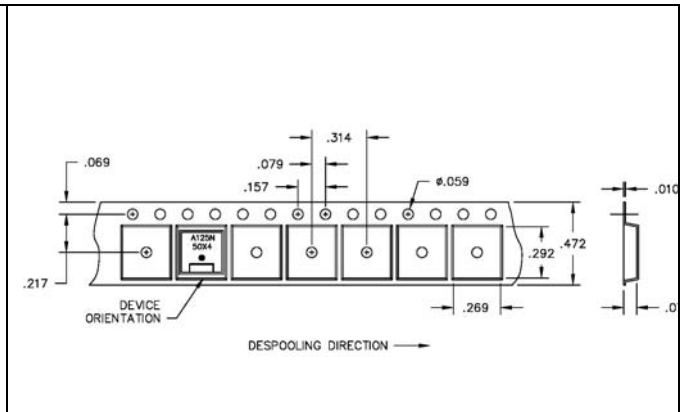 .314
.069
.079
.157
ø.059
.010
A125N
50X4
.292
.472
.217
.269
DEVICE
ORIENTATION
DESPOOLING DIRECTION